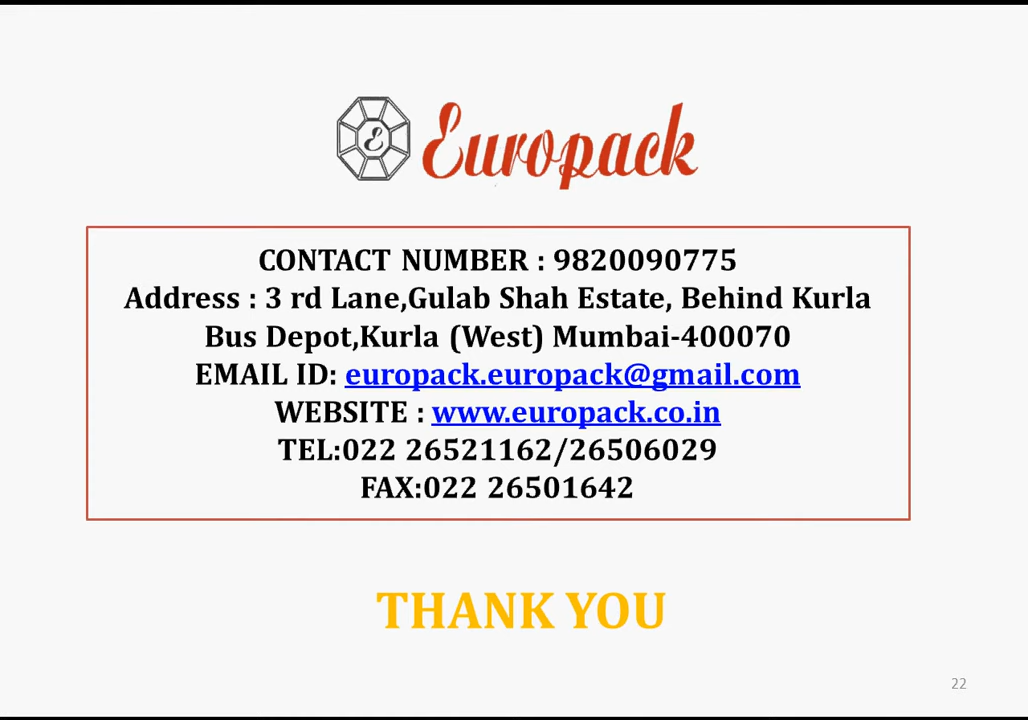 E Europack
CONTACT NUMBER : 9820090775
Address : 3 rd Lane,Gulab Shah Estate, Behind Kurla
Bus Depot,Kurla (West) Mumbai-400070
EMAIL ID: europack.europack@gmail.com
WEBSITE : www.europack.co.in
TEL:022 26521162/26506029
FAX:022 26501642
THANK YOU
22